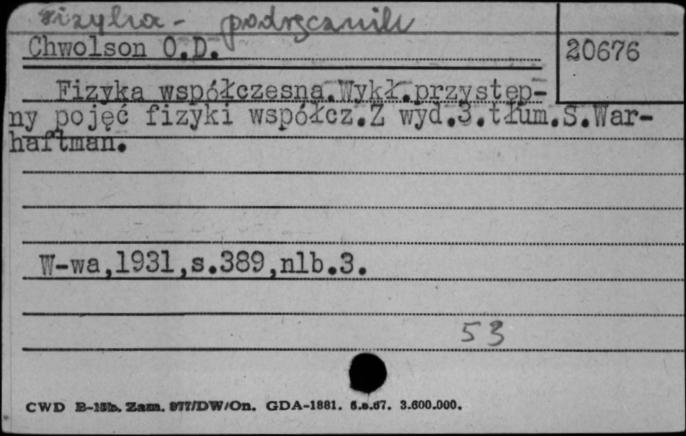 Fizyka - podręczniki
Chwolson O.D.
20676
Fizyka współczesna.Wykł.przystęp-
ny pojęć fizyki współcz.Z wyd.3.tłum.S.War-
haftman.
W-wa,1931,s.389,nlb.3.
53
CWD B-15b. Zam. 977/DW/On. GDA-1881. 6.8.67. 3.600.000.